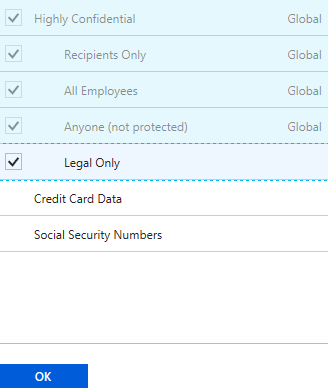 Highly Confidential Global
Recipients Only Global
All Employees Global
Anyone (not protected) Global
Legal Only
Credit Card Data
Social Security Numbers
OK